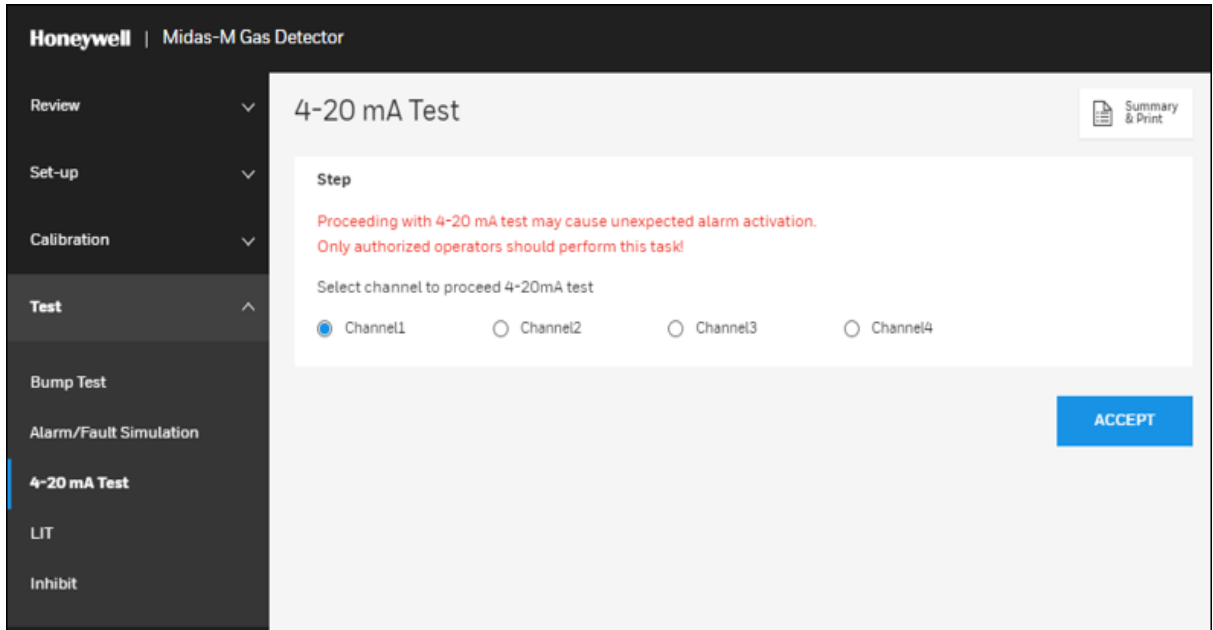 Honeywell | Midas-M Gas Detector
Review
Set-up
Calibration
Test
Bump Test
Alarm/Fault Simulation
4-20 mA Test
LIT
Inhibit
4-20 mA Test
Summary
& Print
Step
Proceeding with 4-20 mA test may cause unexpected alarm activation.
Only authorized operators should perform this task!
Select channel to proceed 4-20mA test
Channel1 Channel2 Channel3 Channel4
ACCEPT